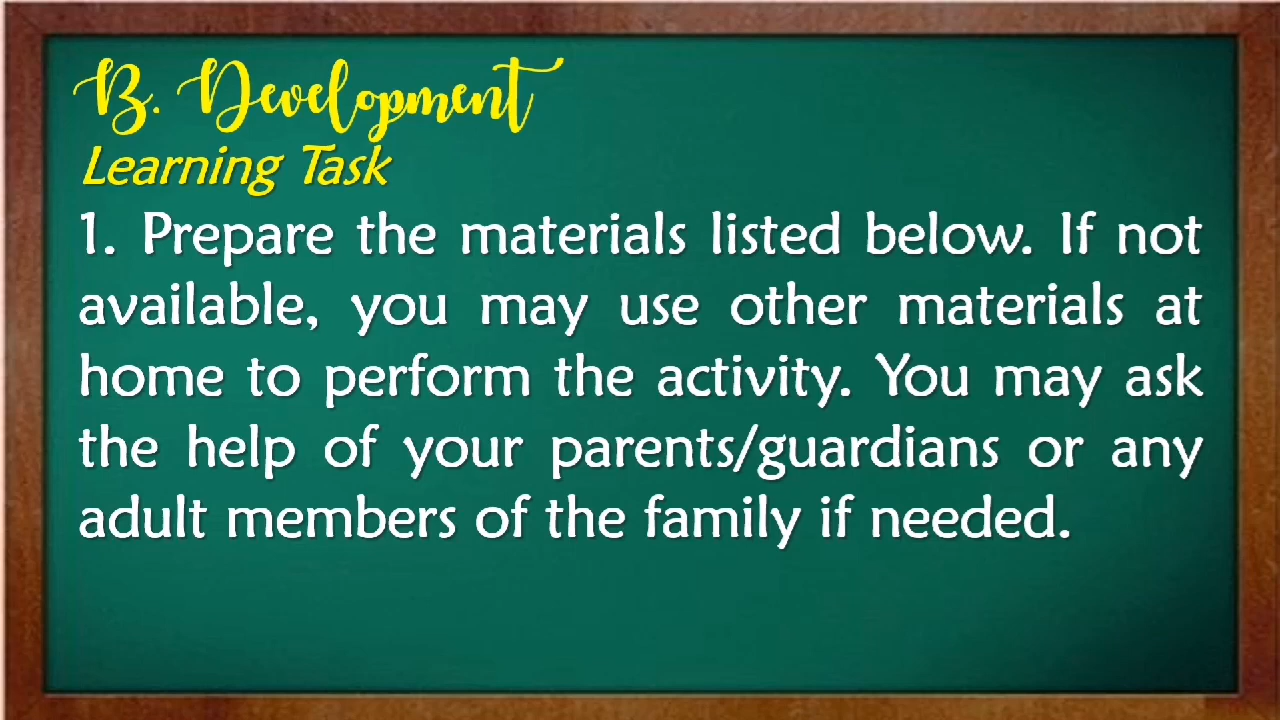 B. Development
Learning Task
1. Prepare the materials listed below. If not
available, you may use other materials at
home to perform the activity. You may ask
the help of your parents/guardians or any
adult members of the family if needed.